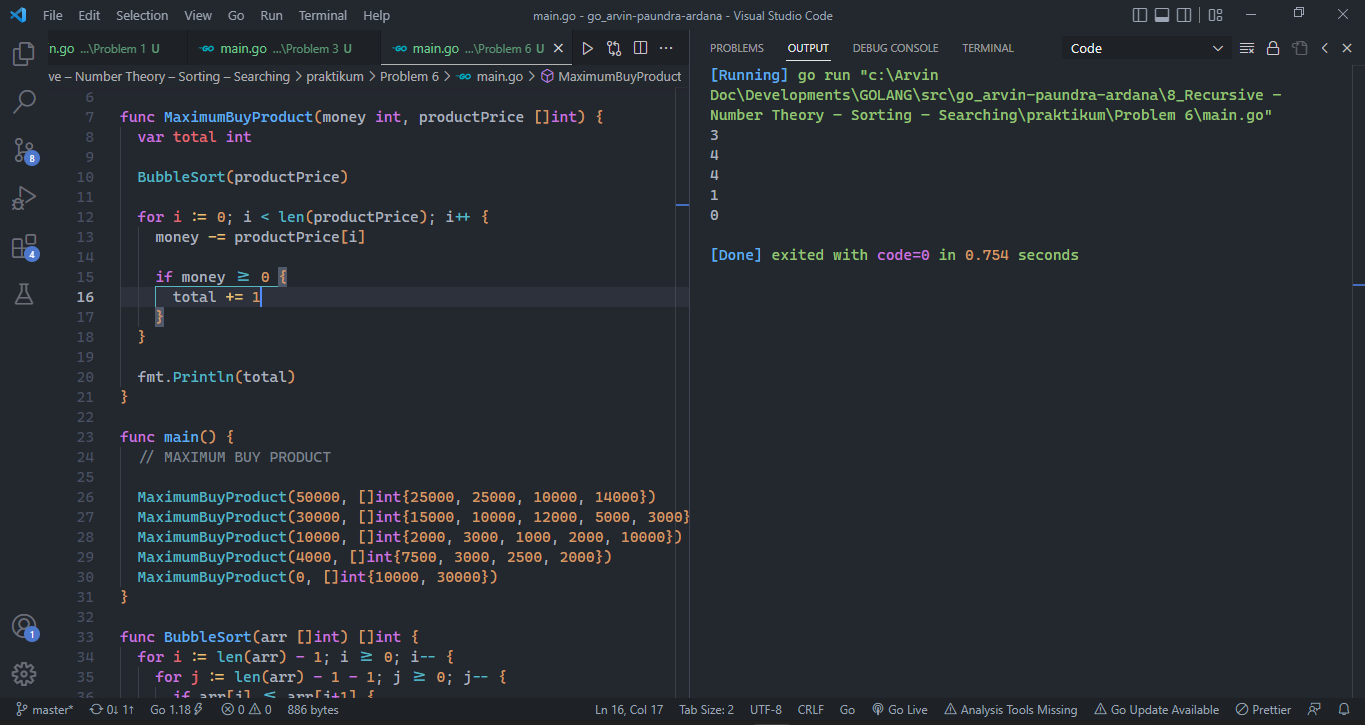 File Edit Selection View Go Run Terminal Help main.go - go_arvin-paundra-ardana - Visual Studio Code
n.go ...\Problem 1 U main.go ...\Problem 3 U main.go ...\Problem 6 U
ve – Number Theory – Sorting – Searching > praktikum > Problem 6 > main.go > MaximumBuyProduct
6
7 func MaximumBuyProduct(money int, productPrice []int) {
8 var total int
9
10 BubbleSort(productPrice)
11
12 for i := 0; i < len(productPrice); i++ {
13 money -= productPrice[i]
14
15 if money ≥ 0 {
16 total += 1
17 }
18 }
19
20 fmt.Println(total)
21 }
22
23 func main() {
24 // MAXIMUM BUY PRODUCT
25
26 MaximumBuyProduct(50000, []int{25000, 25000, 10000, 14000})
27 MaximumBuyProduct(30000, []int{15000, 10000, 12000, 5000, 3000}
28 MaximumBuyProduct(10000, []int{2000, 3000, 1000, 2000, 10000})
29 MaximumBuyProduct(4000, []int{7500, 3000, 2500, 2000})
30 MaximumBuyProduct(0, []int{10000, 30000})
31 }
32
33 func BubbleSort(arr []int) []int {
34 for i := len(arr) - 1; i ≥ 0; i-- {
35 for j := len(arr) - 1 - 1; j ≥ 0; j-- {
36 if arr[j] ≤ arr[j+1] {
PROBLEMS OUTPUT DEBUG CONSOLE TERMINAL Code
[Running] go run "c:\Arvin
Doc\Developments\GOLANG\src\go_arvin-paundra-ardana\8_Recursive –
Number Theory – Sorting – Searching\praktikum\Problem 6\main.go"
3
4
4
1
0
[Done] exited with code=0 in 0.754 seconds
8
4
1
master* 0↓ 1↑ Go 1.18 0 0 886 bytes Ln 16, Col 17 Tab Size: 2 UTF-8 CRLF Go Go Live Analysis Tools Missing Go Update Available Prettier